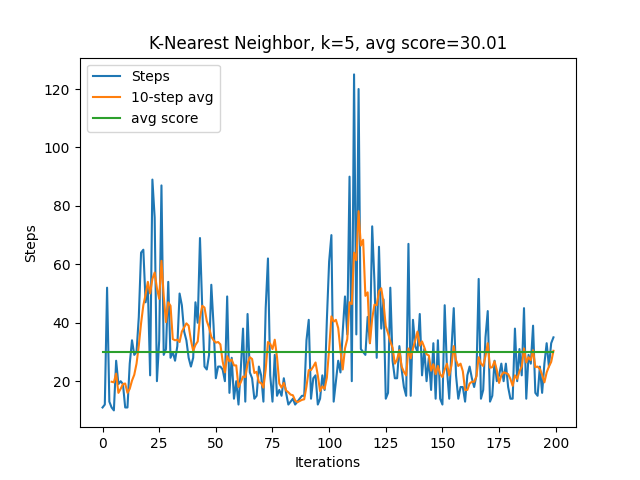 K-Nearest Neighbor, k=5, avg score=30.01
Steps
10-step avg
avg score
120
100
80
60
40
20
Steps
0 25 50 75 100 125 150 175 200
Iterations